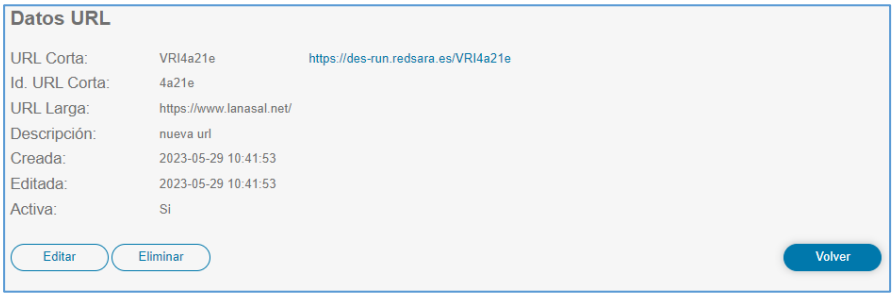 Datos URL
URL Corta: VRI4a21e https://des-run.redsara.es/VRI4a21e
Id. URL Corta: 4a21e
URL Larga: https://www.lanasal.net/
Descripción: nueva url
Creada: 2023-05-29 10:41:53
Editada: 2023-05-29 10:41:53
Activa: Si
Editar Eliminar Volver